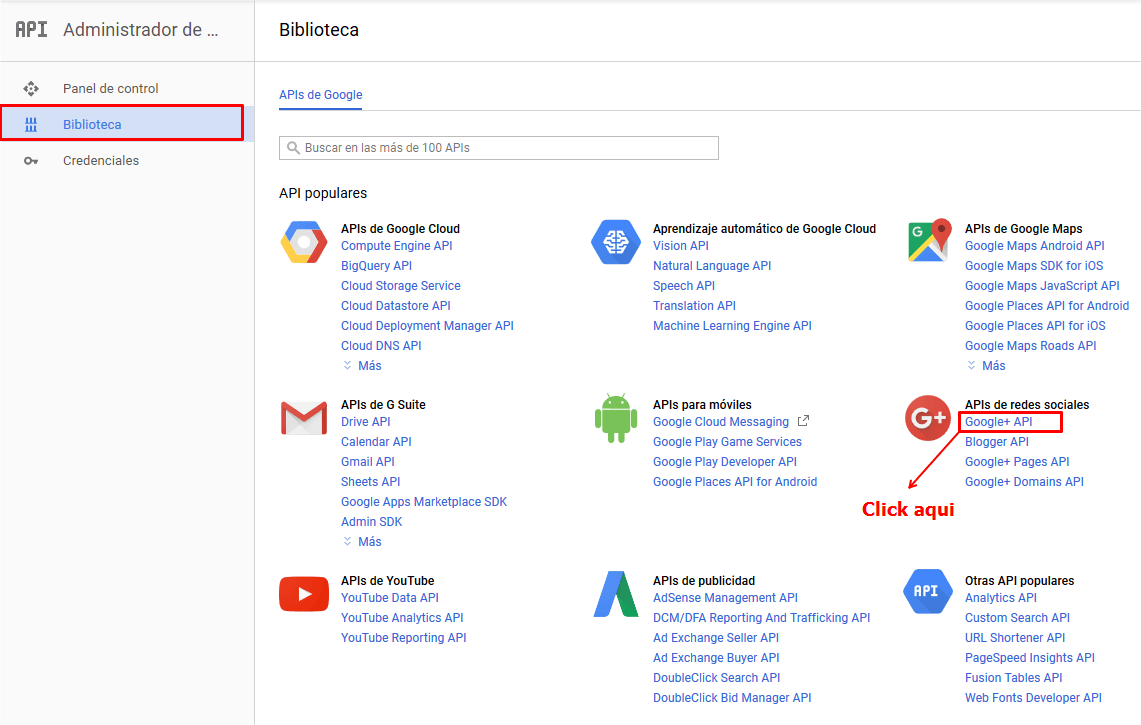 API Administrador de ...
Biblioteca
Panel de control
Biblioteca
Credenciales
APIs de Google
Buscar en las más de 100 APIs
API populares
APIs de Google Cloud
Compute Engine API
BigQuery API
Cloud Storage Service
Cloud Datastore API
Cloud Deployment Manager API
Cloud DNS API
Más
Aprendizaje automático de Google Cloud
Vision API
Natural Language API
Speech API
Translation API
Machine Learning Engine API
G
APIs de Google Maps
Google Maps Android API
Google Maps SDK for iOS
Google Maps JavaScript API
Google Places API for Android
Google Places API for iOS
Google Maps Roads API
Más
APIs de G Suite
Drive API
Calendar API
Gmail API
Sheets API
Google Apps Marketplace SDK
Admin SDK
Más
APIs para móviles
Google Cloud Messaging
Google Play Game Services
Google Play Developer API
Google Places API for Android
G+
APIs de redes sociales
Google+ API
Blogger API
Google+ Pages API
Google+ Domains API
Click aqui
APIs de YouTube
YouTube Data API
YouTube Analytics API
YouTube Reporting API
APIs de publicidad
AdSense Management API
DCM/DFA Reporting And Trafficking API
Ad Exchange Seller API
Ad Exchange Buyer API
DoubleClick Search API
DoubleClick Bid Manager API
API
Otras API populares
Analytics API
Custom Search API
URL Shortener API
PageSpeed Insights API
Fusion Tables API
Web Fonts Developer API